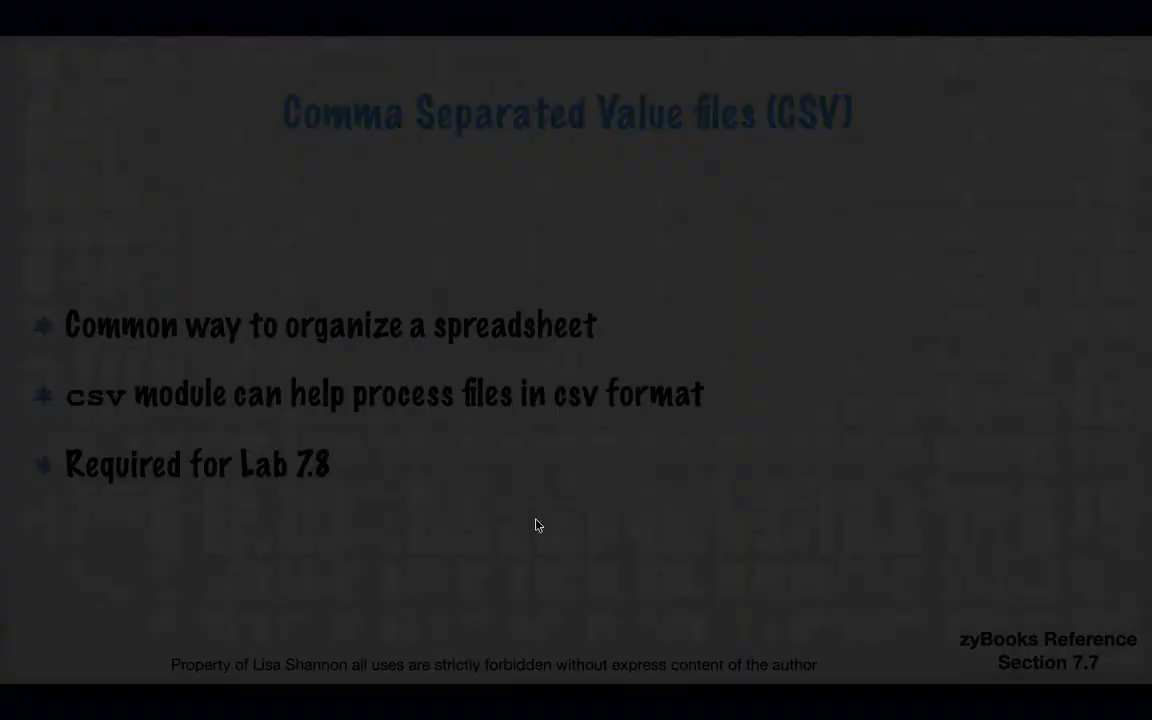 Comma Separated Value files (CSV)
* Common way to organize a spreadsheet
* csv module can help process files in csv format
* Required for Lab 7.8
zyBooks Reference
Section 7.7
Property of Lisa Shannon all uses are strictly forbidden without express content of the author